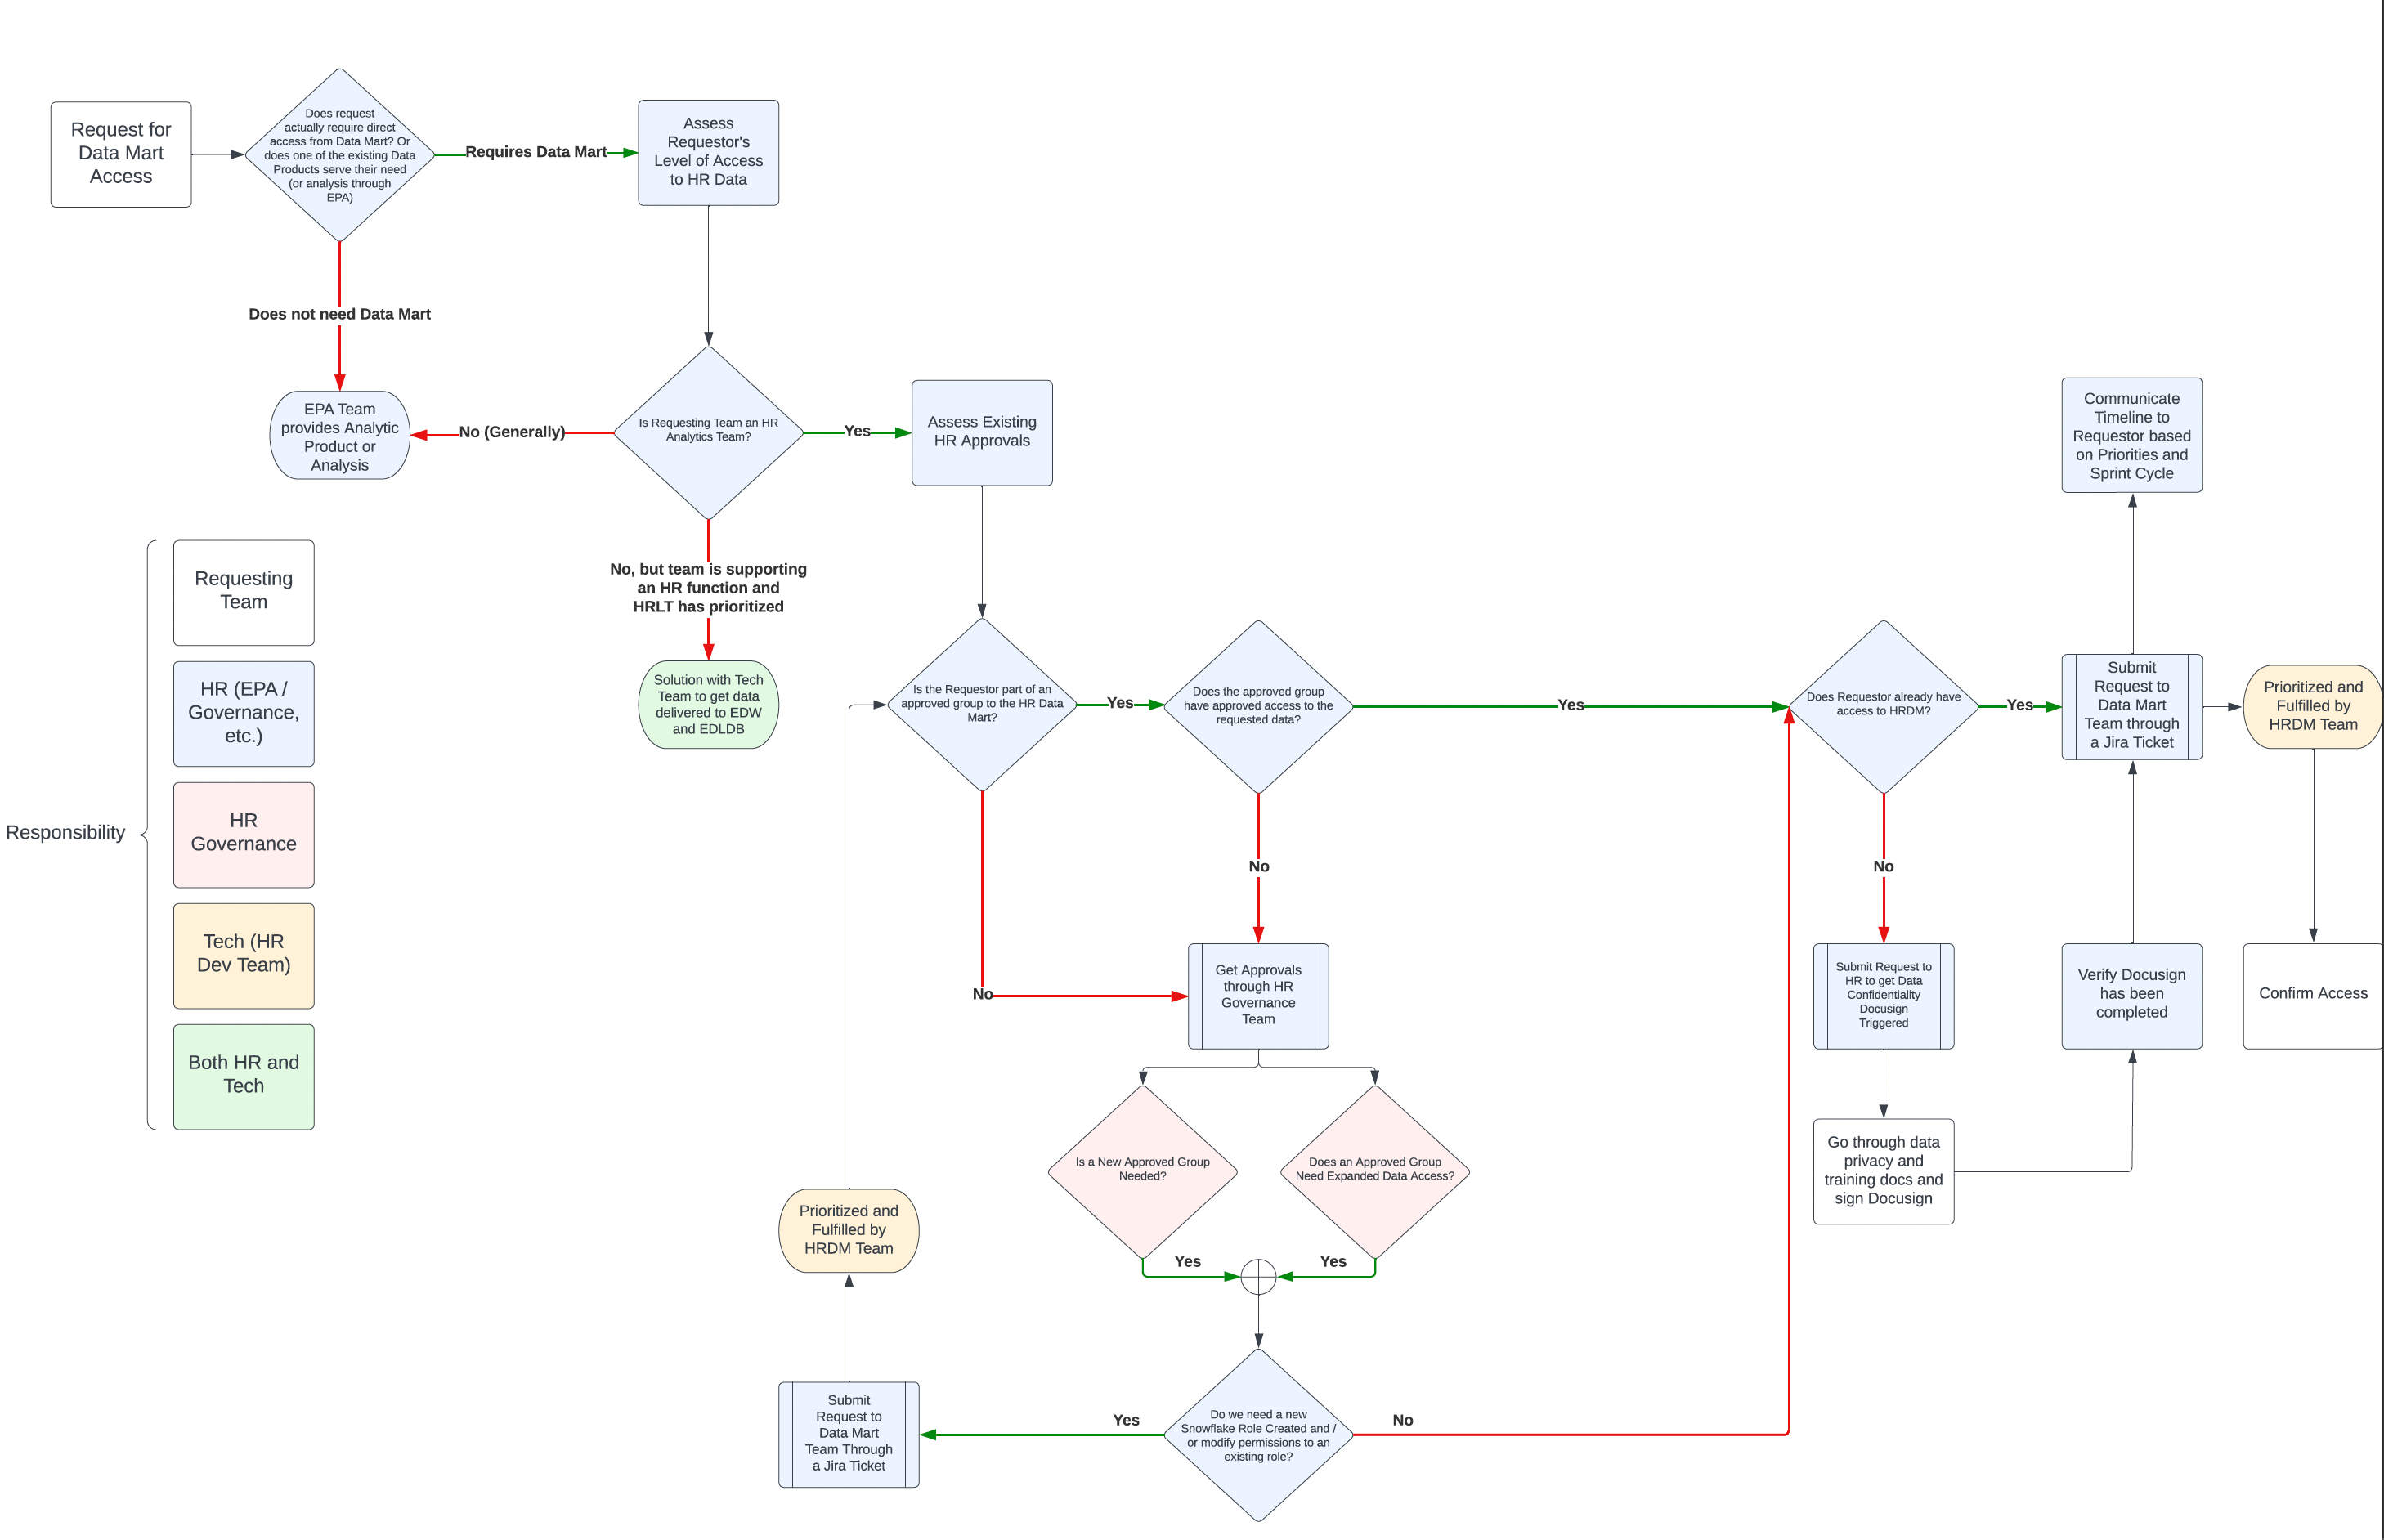 Request for
Data Mart
Access
Does request
actually require direct
access from Data Mart? Or
does one of the existing Data
Products serve their need
(or analysis through
EPA)
Requires Data Mart
Assess
Requestor's
Level of Access
to HR Data
Does not need Data Mart
EPA Team
provides Analytic
Product or
Analysis
No (Generally)
Is Requesting Team an HR
Analytics Team?
Yes
Assess Existing
HR Approvals
No, but team is supporting
an HR function and
HRLT has prioritized
Solution with Tech
Team to get data
delivered to EDW
and EDLDB
Responsibility
Requesting
Team
HR (EPA /
Governance,
etc.)
HR
Governance
Tech (HR
Dev Team)
Both HR and
Tech
Is the Requestor part of an
approved group to the HR Data
Mart?
Yes
Does the approved group
have approved access to the
requested data?
Yes
Does Requestor already have
access to HRDM?
Yes
Submit
Request to
Data Mart
Team through
a Jira Ticket
Communicate
Timeline to
Requestor based
on Priorities and
Sprint Cycle
Prioritized and
Fulfilled by
HRDM Team
Confirm Access
No
No
Get Approvals
through HR
Governance
Team
No
Submit Request to
HR to get Data
Confidentiality
Docusign
Triggered
Go through data
privacy and
training docs and
sign Docusign
Verify Docusign
has been
completed
Is a New Approved Group
Needed?
Does an Approved Group
Need Expanded Data Access?
Yes
Yes
Do we need a new
Snowflake Role Created and /
or modify permissions to an
existing role?
Yes
No
Submit
Request to
Data Mart
Team Through
a Jira Ticket
Prioritized and
Fulfilled by
HRDM Team